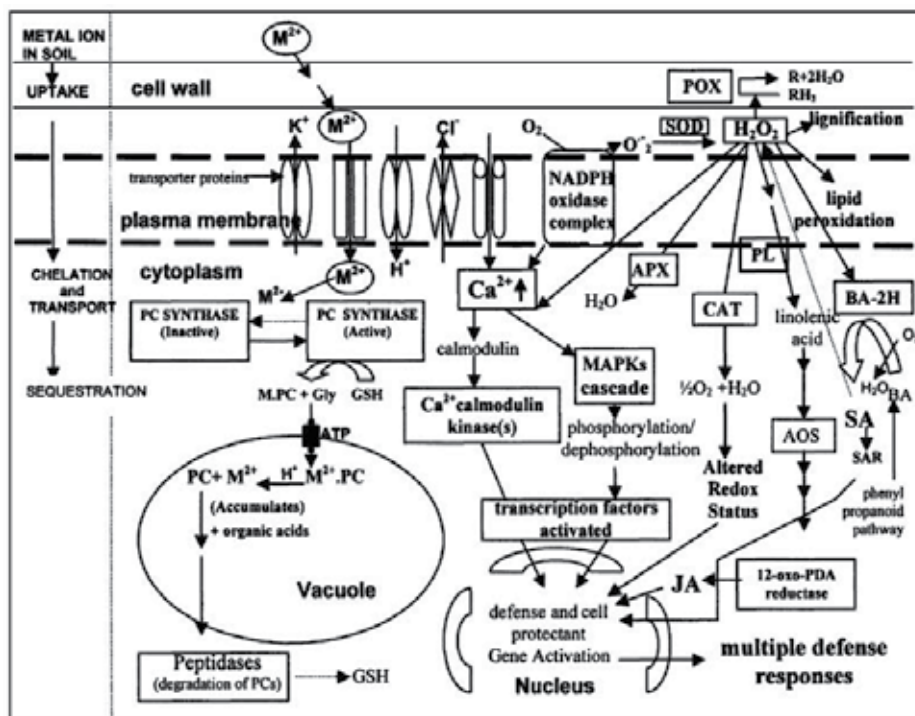 METAL ION
IN SOIL
UPTAKE
CHELATION
and
TRANSPORT
SEQUESTRATION
M²⁺
cell wall
POX
R+2H₂O
RH₂
lignification
K⁺
M²⁺
Cl⁻
O₂
O˙⁻₂
SOD
H₂O₂
transporter proteins
plasma membrane
NADPH
oxidase
complex
lipid
peroxidation
cytoplasm
M²⁺
H⁺
M²⁺
Ca²⁺
APX
H₂O
PL
CAT
linolenic
acid
BA-2H
PC SYNTHASE
(Inactive)
PC SYNTHASE
(Active)
calmodulin
MAPKs
cascade
½O₂ +H₂O
H₂O
BA
M.PC + Gly
GSH
Ca²⁺calmodulin
kinase(s)
phosphorylation/
dephosphorylation
AOS
SA
SAR
ATP
PC+ M²⁺
H⁺
M²⁺.PC
(Accumulates)
+ organic acids
Vacuole
Altered
Redox
Status
phenyl
propanoid
pathway
transcription factors
activated
JA
12-oxo-PDA
reductase
defense and cell
protectant
Gene Activation
Nucleus
multiple defense
responses
Peptidases
(degradation of PCs)
GSH